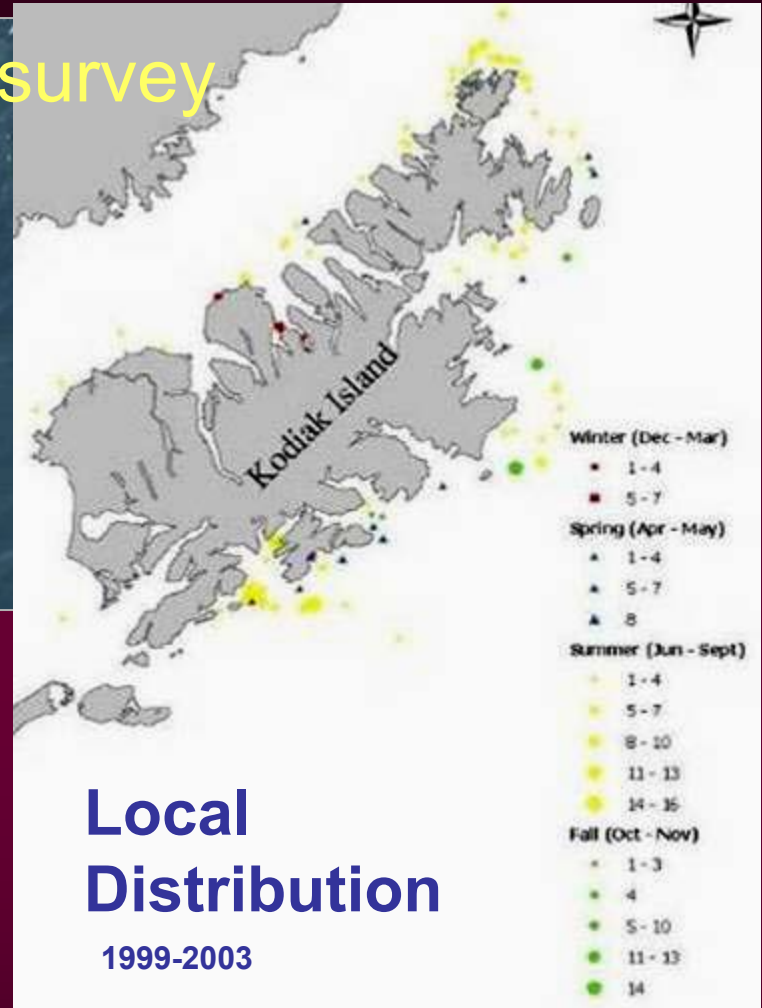 survey
Kodiak Island
Winter (Dec - Mar)
1 - 4
5 - 7
Spring (Apr - May)
1 - 4
5 - 7
8
Summer (Jun - Sept)
1 - 4
5 - 7
8 - 10
11 - 13
14 - 16
Fall (Oct - Nov)
1 - 3
4
5 - 10
11 - 13
14
Local
Distribution
1999-2003